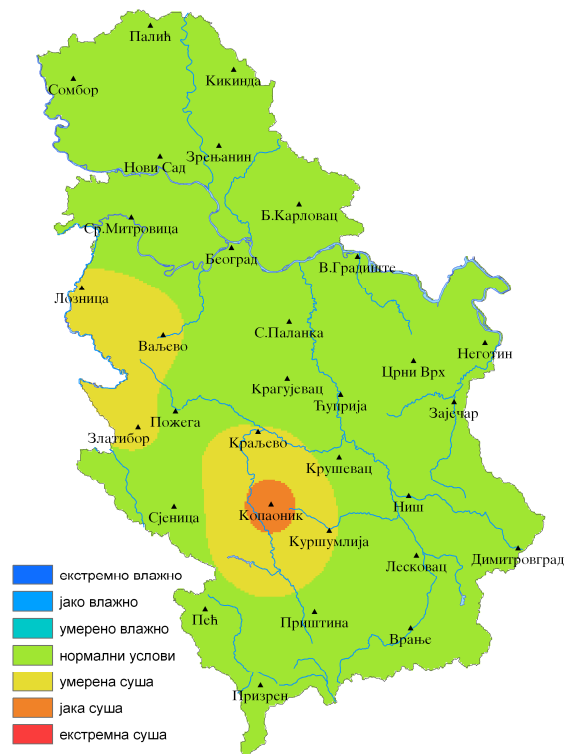 Палић
Сомбор
Кикинда
Зрењанин
Нови Сад
Б.Карловац
Ср.Митровица
Београд
В.Градиште
Лозница
С.Паланка
Ваљево
Неготин
Црни Врх
Крагујевац
Ћуприја
Зајечар
Пожега
Златибор
Краљево
Крушевац
Копаоник
Ниш
Сјеница
Куршумлија
Лесковац
Димитровград
Пећ
Приштина
Врање
Призрен
екстремно влажно
јако влажно
умерено влажно
нормални услови
умерена суша
јака суша
екстремна суша